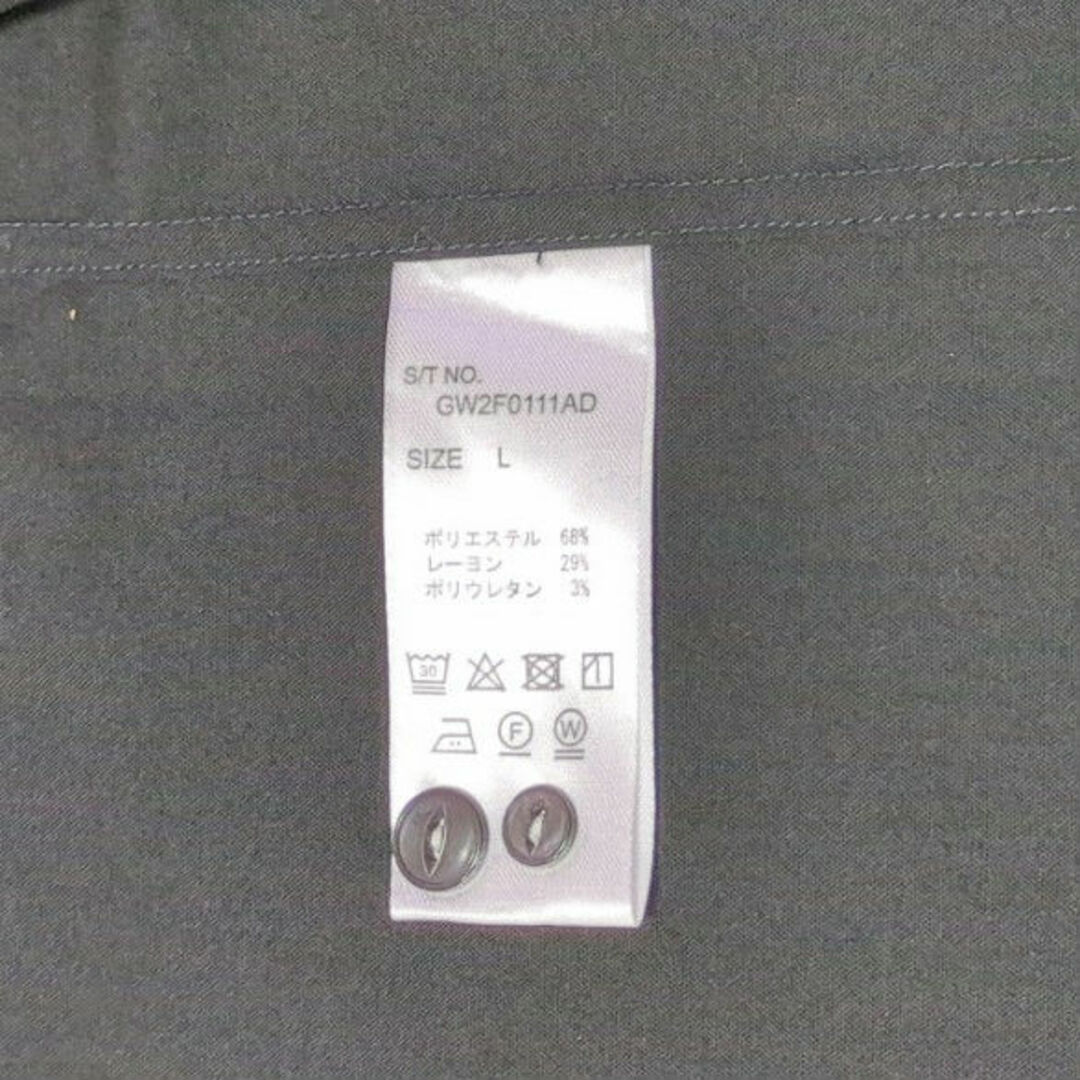 S/T NO.
GW2F0111AD
SIZE L
ポリエステル 68%
レーヨン 29%
ポリウレタン 3%
30
F W